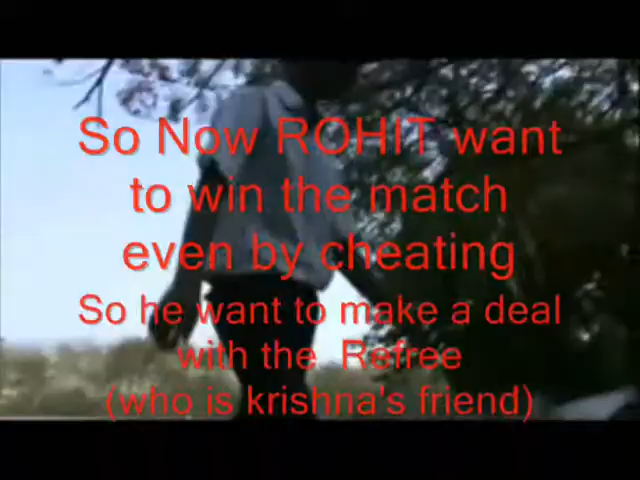 So Now ROHIT want
to win the match
even by cheating
So he want to make a deal
with the Refree
(who is krishna's friend)